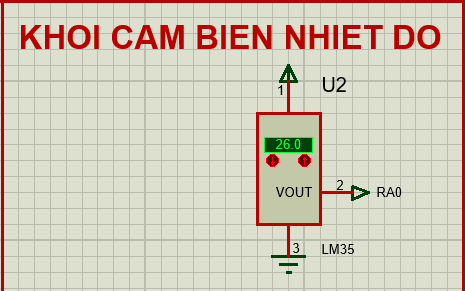 KHOI CAM BIEN NHIET DO
U2
1
26.0
VOUT
2
RA0
3
LM35